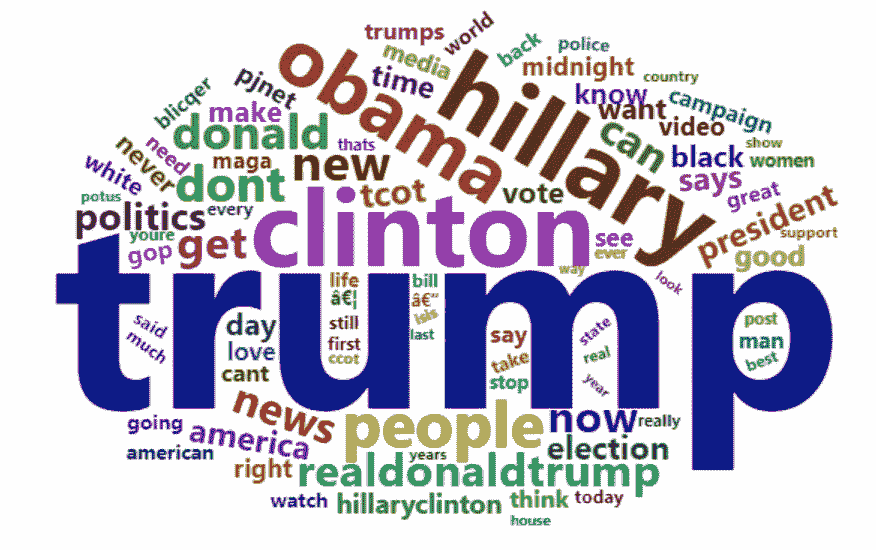 world
trumps
back
police
obama
hillary
media
midnight
country
pjnet
time
know
campaign
blicqer
make
want
video
donald
thats
can
show
need
new
black
women
never
maga
says
white
dont
tcot
vote
great
potus
politics
every
clinton
president
support
youre
gop
get
see
ever
good
way
look
trump
life
bill
â€¦
â€”
isis
said
much
day
still
last
say
state
post
love
first
man
cant
ccot
take
real
best
stop
year
news
people
now
really
going
america
election
american
years
right
realdonaldtrump
watch
hillaryclinton
think
today
house